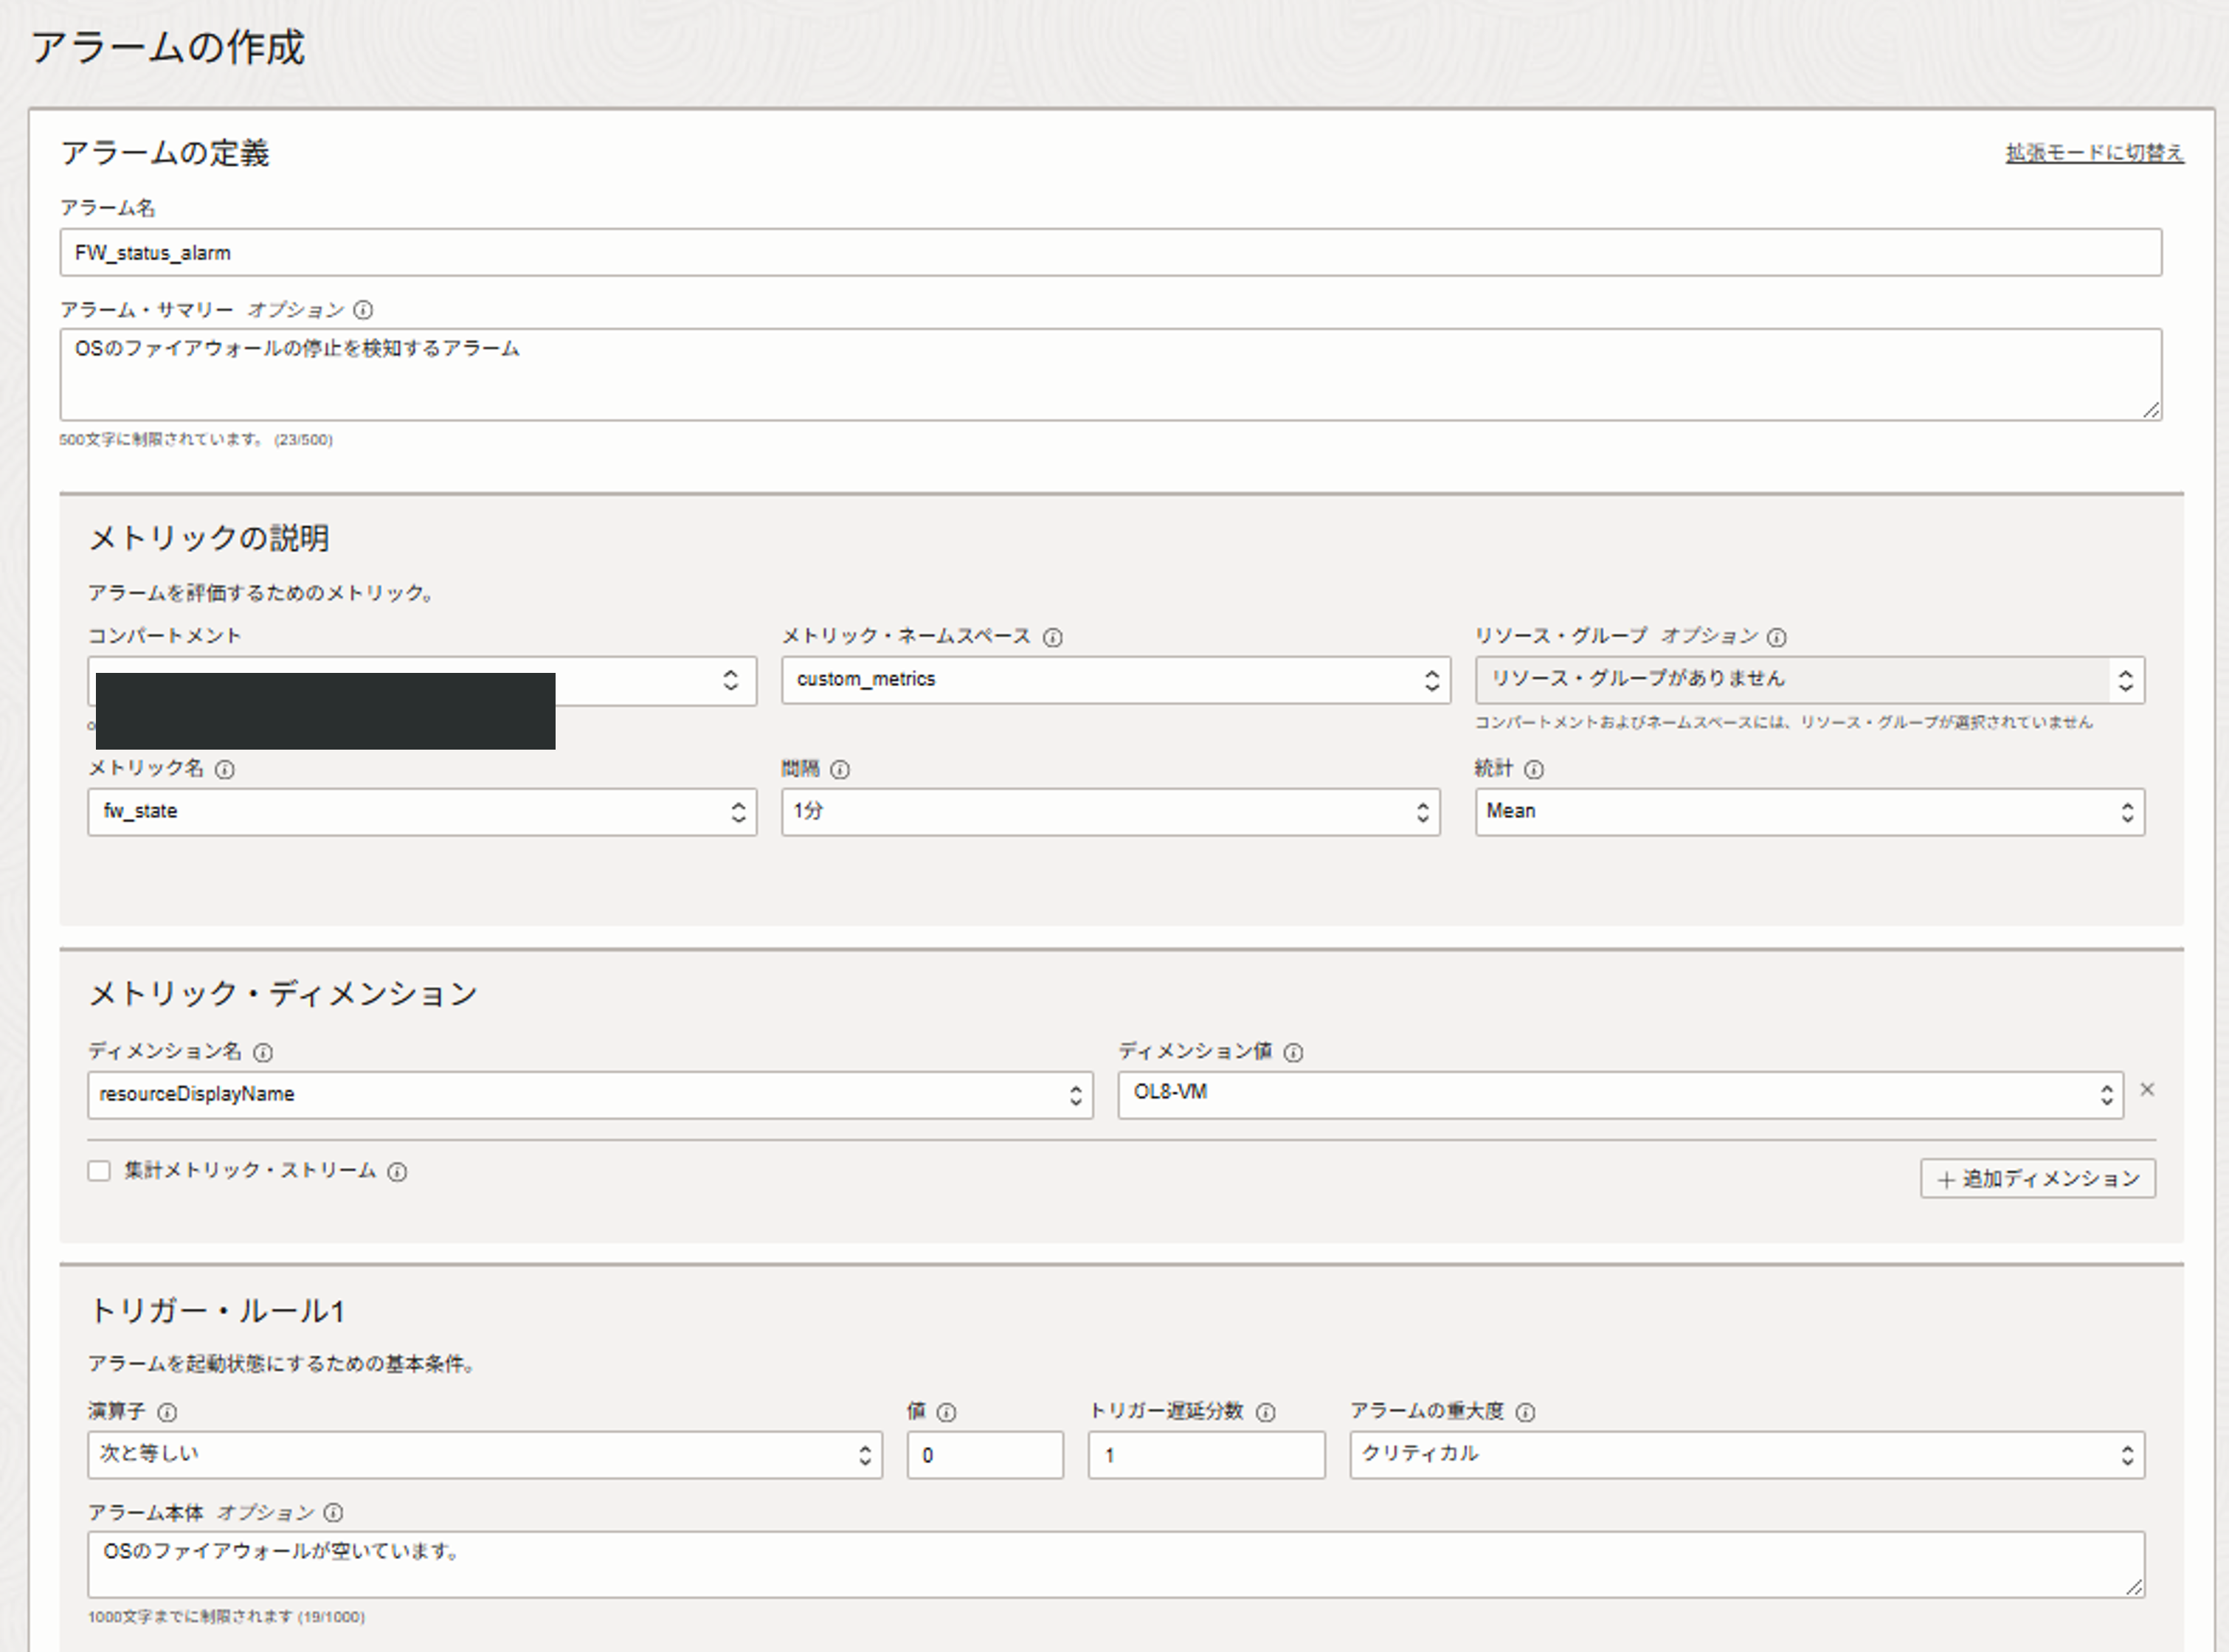 アラームの作成
アラームの定義
拡張モードに切替え
アラーム名
FW_status_alarm
アラーム・サマリー オプション
OSのファイアウォールの停止を検知するアラーム
500文字に制限されています。 (23/500)
メトリックの説明
アラームを評価するためのメトリック。
コンパートメント
メトリック・ネームスペース
リソース・グループ オプション
custom_metrics
リソース・グループがありません
コンパートメントおよびネームスペースには、リソース・グループが選択されていません
メトリック名
間隔
統計
fw_state
1分
Mean
メトリック・ディメンション
ディメンション名
ディメンション値
resourceDisplayName
OL8-VM
集計メトリック・ストリーム
追加ディメンション
トリガー・ルール1
アラームを起動状態にするための基本条件。
演算子
値
トリガー遅延分数
アラームの重大度
次と等しい
0
1
クリティカル
アラーム本体 オプション
OSのファイアウォールが空いています。
1000文字までに制限されます (19/1000)